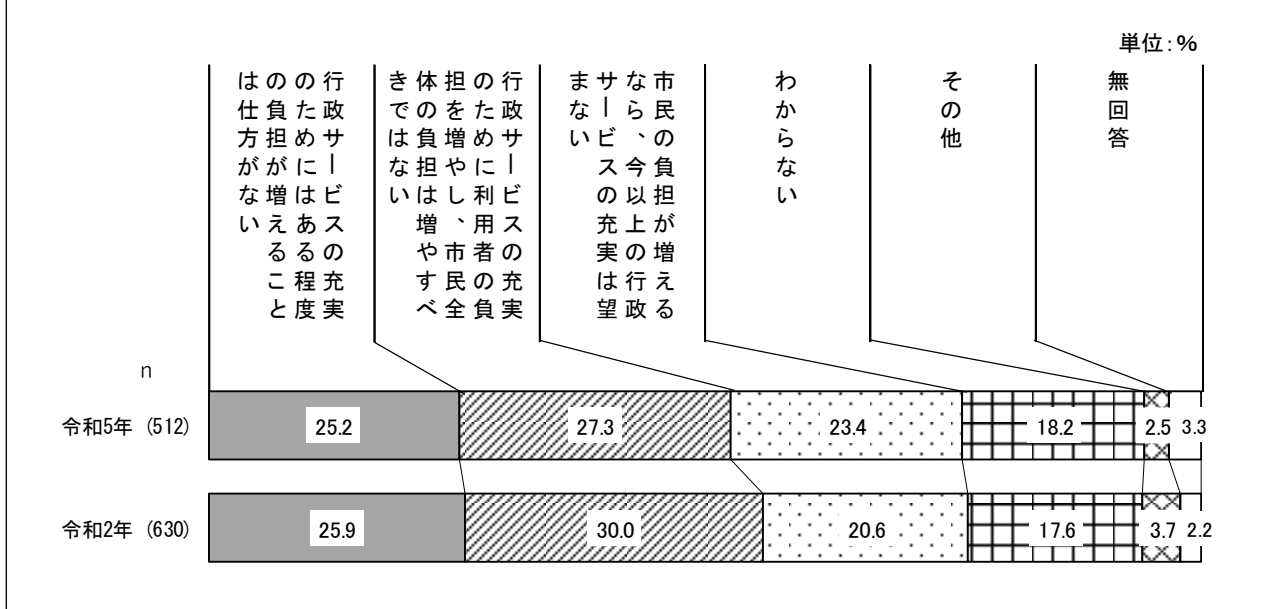 単位:%
行政サービスの充実
のためにはある程度
の負担が増えること
は仕方がない
行政サービスの充実
のために利用者の負
担を増やし、市民全
体の負担は増やすべ
きではない
市民の負担が増える
なら、今以上の行政
サービスの充実は望
まない
わからない
その他
無回答
n
令和5年 (512) 25.2 27.3 23.4 18.2 2.5 3.3
令和2年 (630) 25.9 30.0 20.6 17.6 3.7 2.2